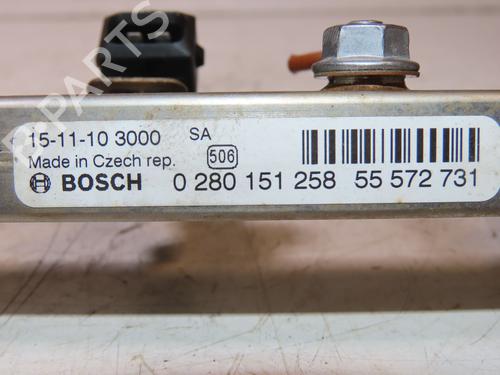 B PARTS
15-11-10 3000 SA
Made in Czech rep. 506
BOSCH 0 280 151 258 55 572 731